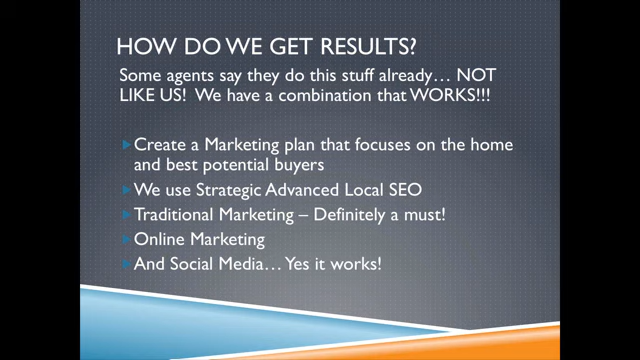 HOW DO WE GET RESULTS?
Some agents say they do this stuff already… NOT
LIKE US!  We have a combination that WORKS!!!
Create a Marketing plan that focuses on the home
and best potential buyers
We use Strategic Advanced Local SEO
Traditional Marketing – Definitely a must!
Online Marketing
And Social Media… Yes it works!